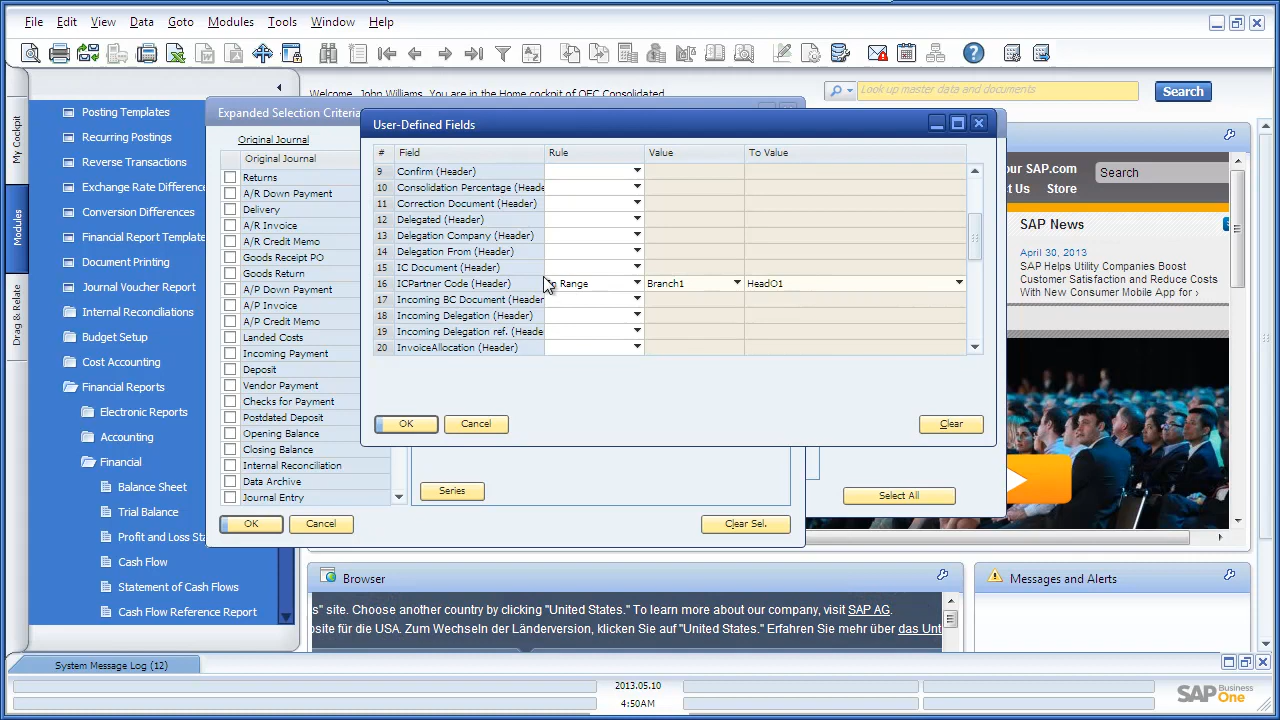 File Edit View Data Goto Modules Tools Window Help
Welcome, John Williams. You are in the Home cockpit of OEC Consolidated
Look up master data and documents
Search
My Cockpit
Modules
Drag & Relate
Posting Templates
Recurring Postings
Reverse Transactions
Exchange Rate Difference
Conversion Differences
Financial Report Template
Document Printing
Journal Voucher Report
Internal Reconciliations
Budget Setup
Cost Accounting
Financial Reports
Electronic Reports
Accounting
Financial
Balance Sheet
Trial Balance
Profit and Loss Sta
Cash Flow
Statement of Cash Flows
Cash Flow Reference Report
Expanded Selection Criteria
Original Journal
Original Journal
Returns
A/R Down Payment
Delivery
A/R Invoice
A/R Credit Memo
Goods Receipt PO
Goods Return
A/P Down Payment
A/P Invoice
A/P Credit Memo
Landed Costs
Incoming Payment
Deposit
Vendor Payment
Checks for Payment
Postdated Deposit
Opening Balance
Closing Balance
Internal Reconciliation
Data Archive
Journal Entry
OK Cancel
Series
Clear Sel.
Select All
User-Defined Fields
# Field Rule Value To Value
9 Confirm (Header)
10 Consolidation Percentage (Heade
11 Correction Document (Header)
12 Delegated (Header)
13 Delegation Company (Header)
14 Delegation From (Header)
15 IC Document (Header)
16 ICPartner Code (Header) Range Branch1 HeadO1
17 Incoming BC Document (Header
18 Incoming Delegation (Header)
19 Incoming Delegation ref. (Heade
20 InvoiceAllocation (Header)
OK Cancel Clear
our SAP.com
t Us Store
Search
SAP News
April 30, 2013
SAP Helps Utility Companies Boost
Customer Satisfaction and Reduce Costs
With New Consumer Mobile App for
Browser
s" site. Choose another country by clicking "United States." To learn more about our company, visit SAP AG.
bsite für die USA. Zum Wechseln der Länderversion, klicken Sie auf "United States." Erfahren Sie mehr über das Unt
Messages and Alerts
System Message Log (12)
2013.05.10
4:50AM
SAP Business One